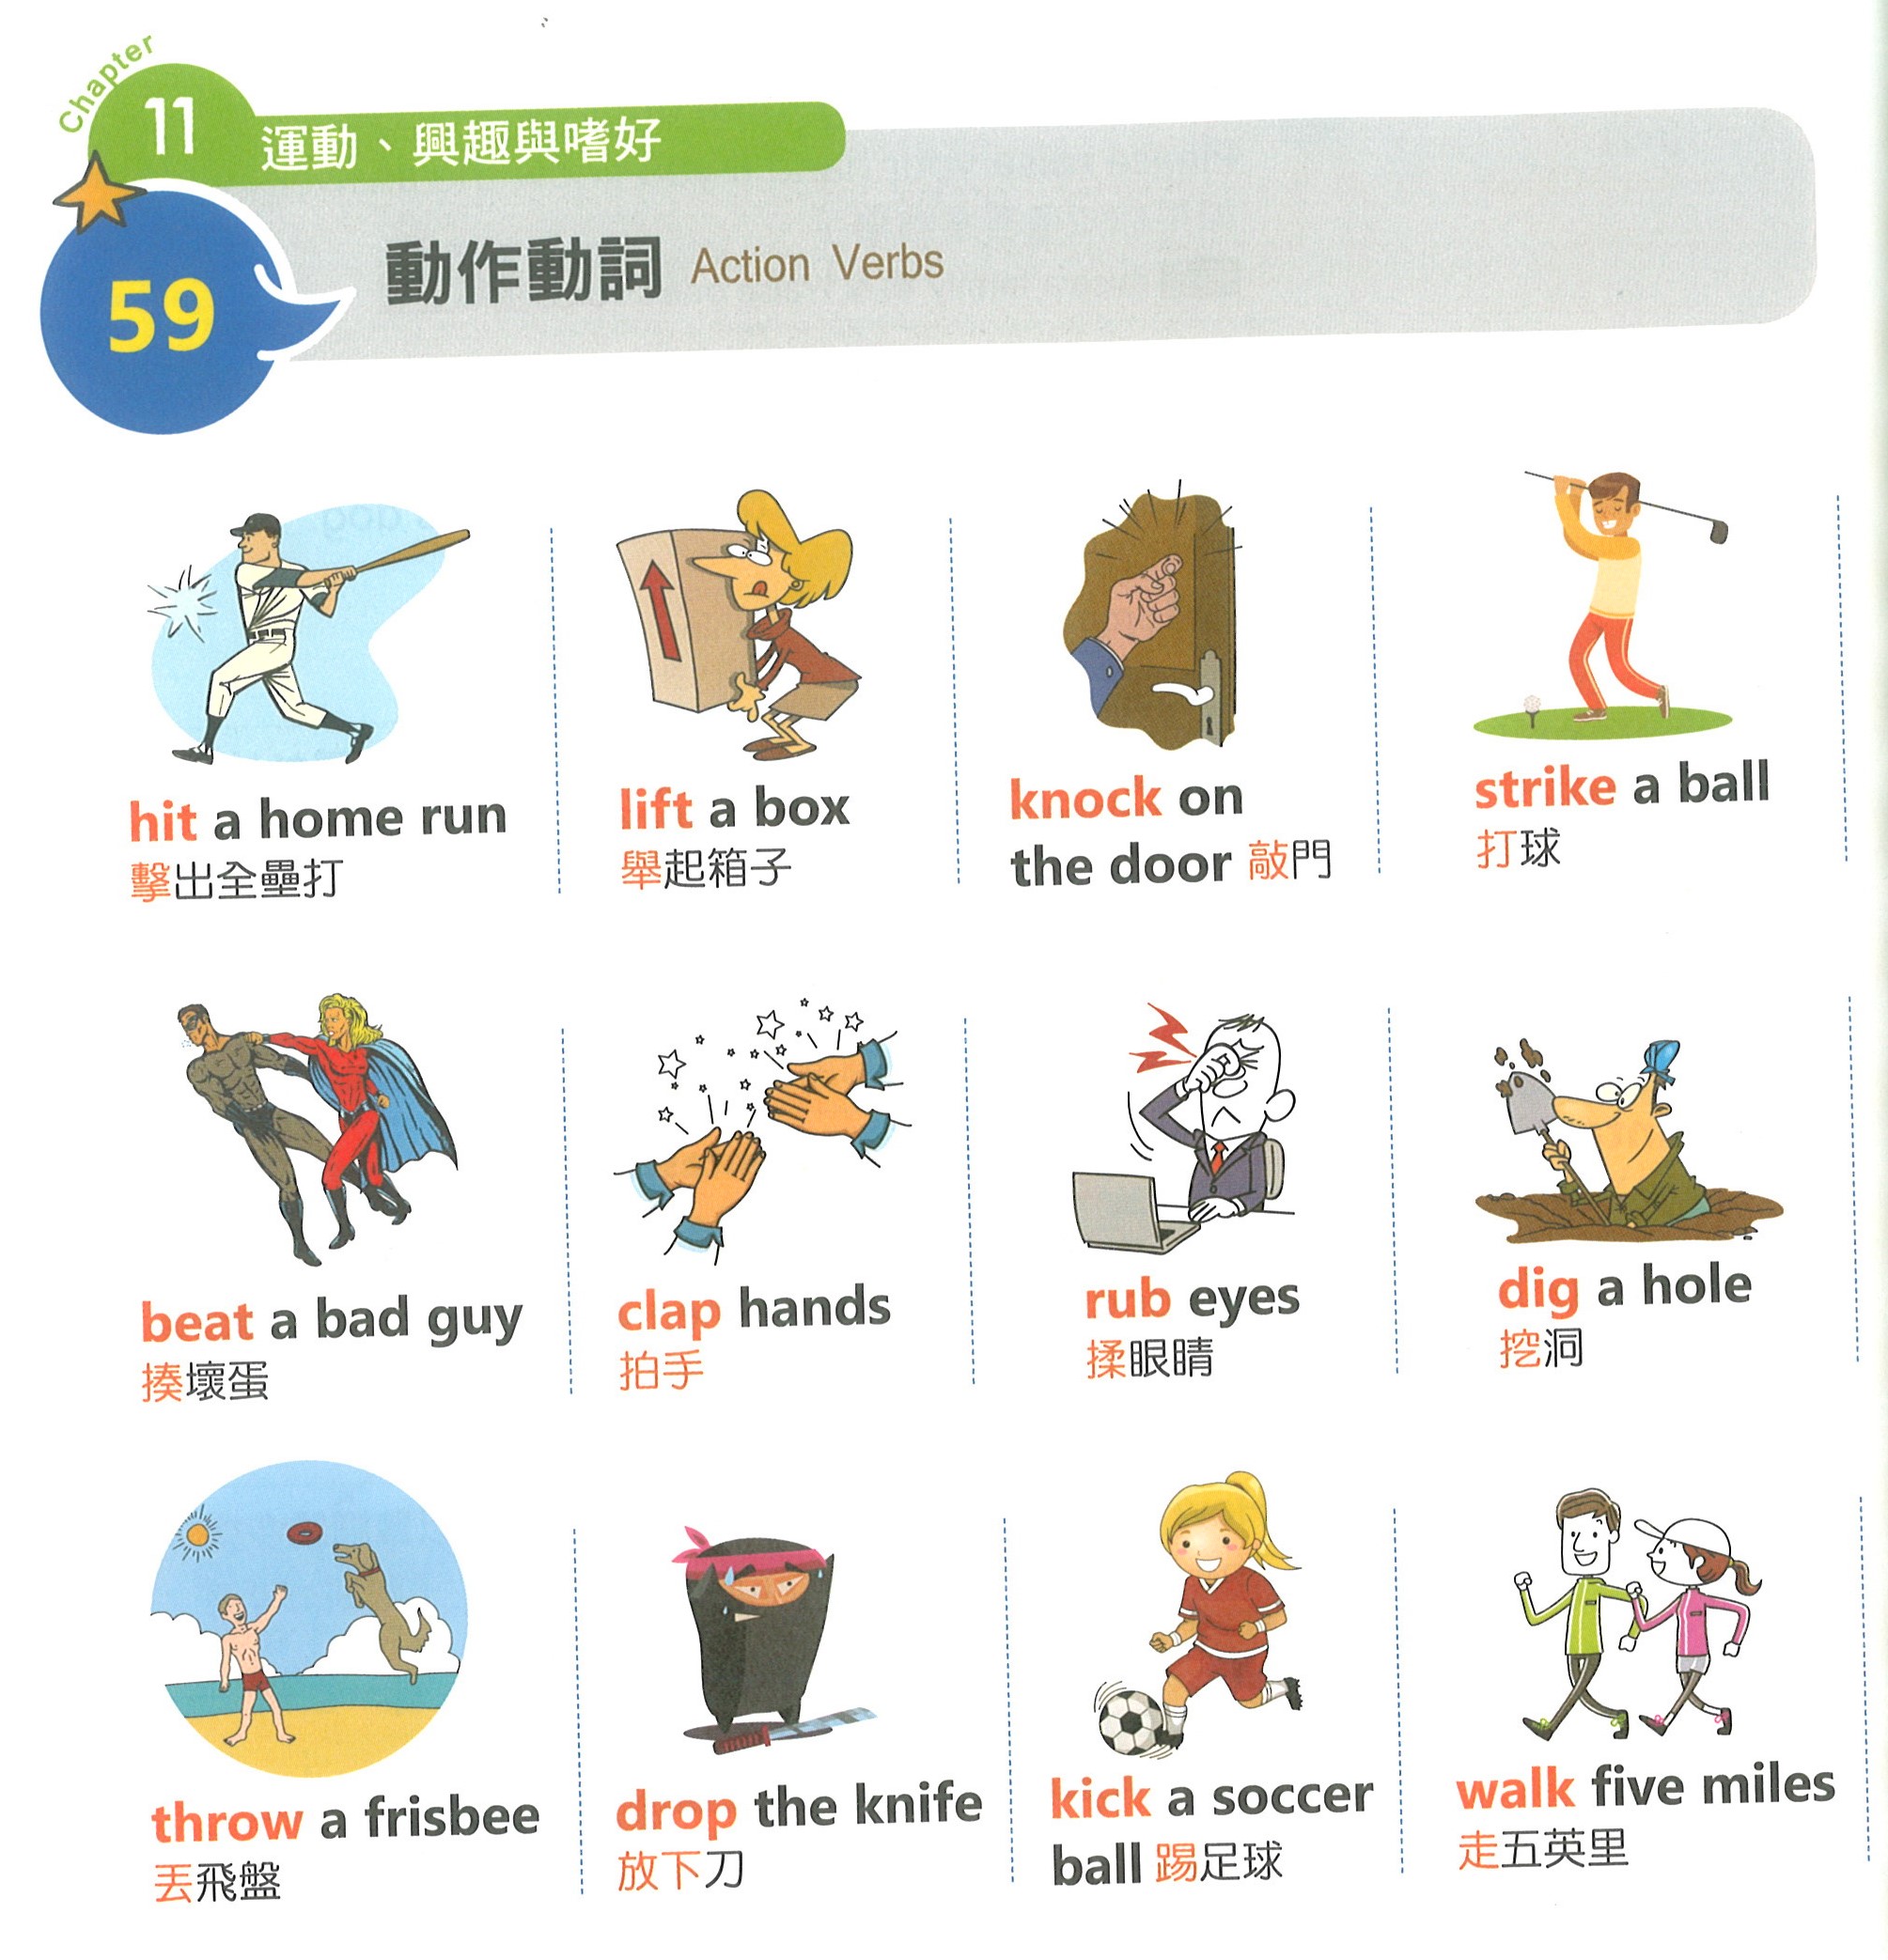 Chapter
11
運動、興趣與嗜好
59
動作動詞 Action Verbs
hit a home run
擊出全壘打
lift a box
舉起箱子
knock on
the door 敲門
strike a ball
打球
beat a bad guy
揍壞蛋
clap hands
拍手
rub eyes
揉眼睛
dig a hole
挖洞
throw a frisbee
丟飛盤
drop the knife
放下刀
kick a soccer
ball 踢足球
walk five miles
走五英里